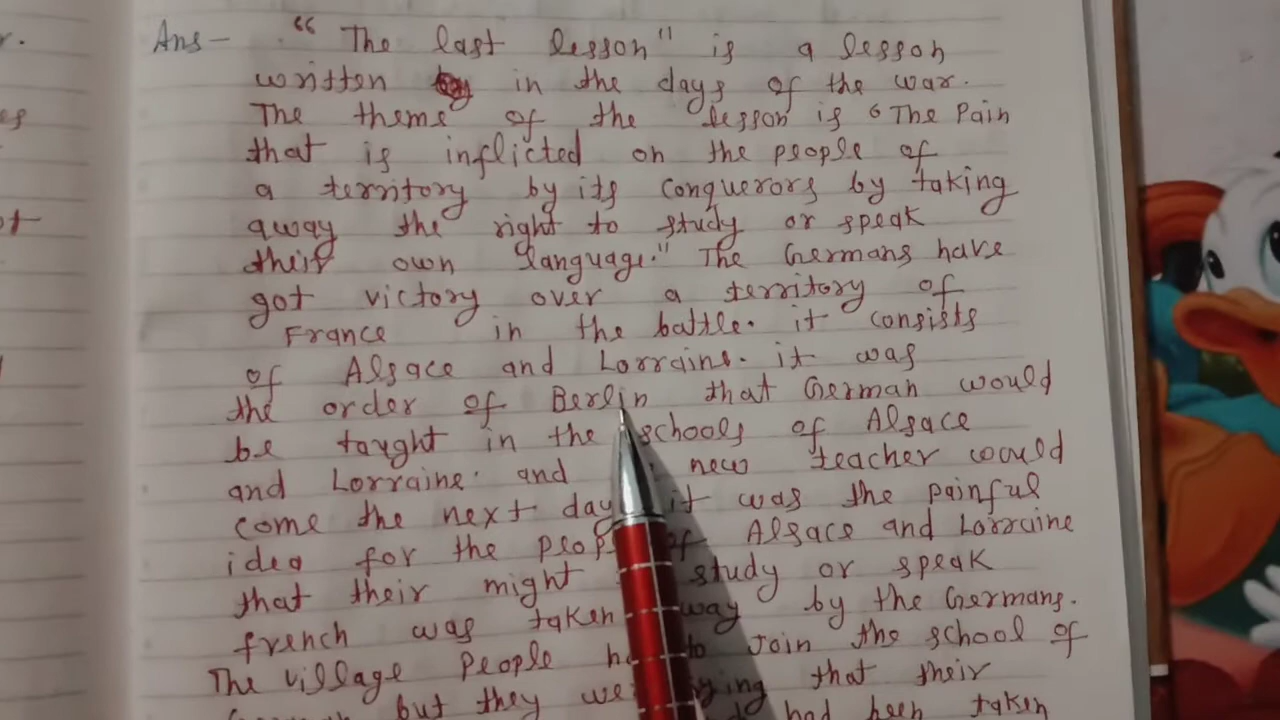 r.
Ans- "The last lesson" is a lesson
written in the days of the war.
The theme of the lesson is "The Pain
that is inflicted on the people of
a territory by its conquerors by taking
away the right to study or speak
their own language." The Germans have
got victory over a territory of
France in the battle. it consists
of Alsace and Lorraine. it was
the order of Berlin that German would
be taught in the schools of Alsace
and Lorraine. and new teacher would
come the next day it was the painful
idea for the of Alsace and Lorraine
that their might study or speak
french was taken way by the Germans.
The village People to Join the school of
but they that their
had been taken